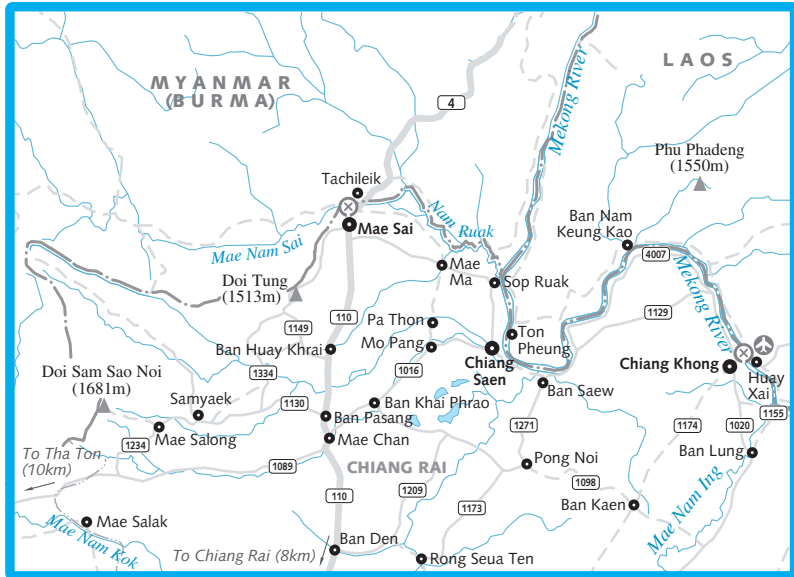 MYANMAR
(BURMA)
LAOS
4
Mekong River
Phu Phadeng
(1550m)
Tachileik
Nam
Ruak
Ban Nam
Keung Kao
Mae Sai
Mae Nam Sai
4007
Mekong River
Mae
Ma
Doi Tung
(1513m)
Sop Ruak
110
1149
Pa Thon
Ton
Pheung
1129
Ban Huay Khrai
Mo Pang
Chiang
Saen
Chiang Khong
Huay
Xai
1334
1016
Doi Sam Sao Noi
(1681m)
Samyaek
1130
Ban Khai Phrao
Ban Saew
1155
Ban Pasang
1174
1020
Mae Salong
1271
1234
Mae Chan
To Tha Ton
(10km)
1089
CHIANG RAI
Pong Noi
Ban Lung
110
1209
1098
1173
Ban Kaen
Mae Nam Ing
Mae Salak
Mae Nam Kok
Ban Den
To Chiang Rai (8km)
Rong Seua Ten